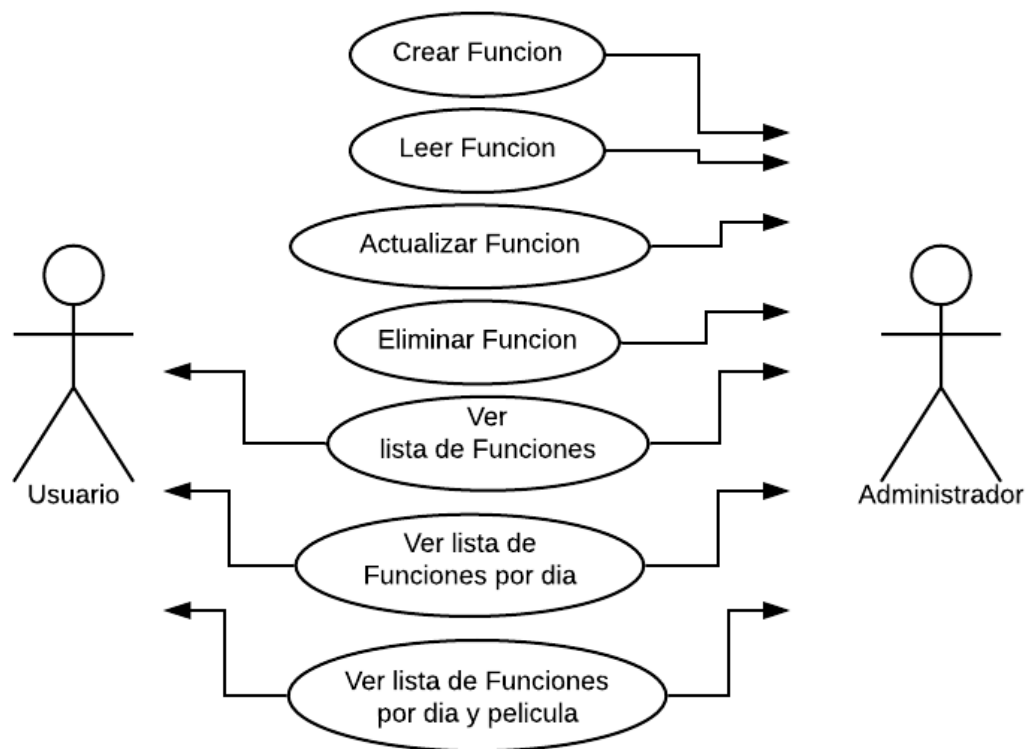 Crear Funcion
Leer Funcion
Actualizar Funcion
Eliminar Funcion
Ver
lista de Funciones
Usuario
Administrador
Ver lista de
Funciones por dia
Ver lista de Funciones
por dia y pelicula